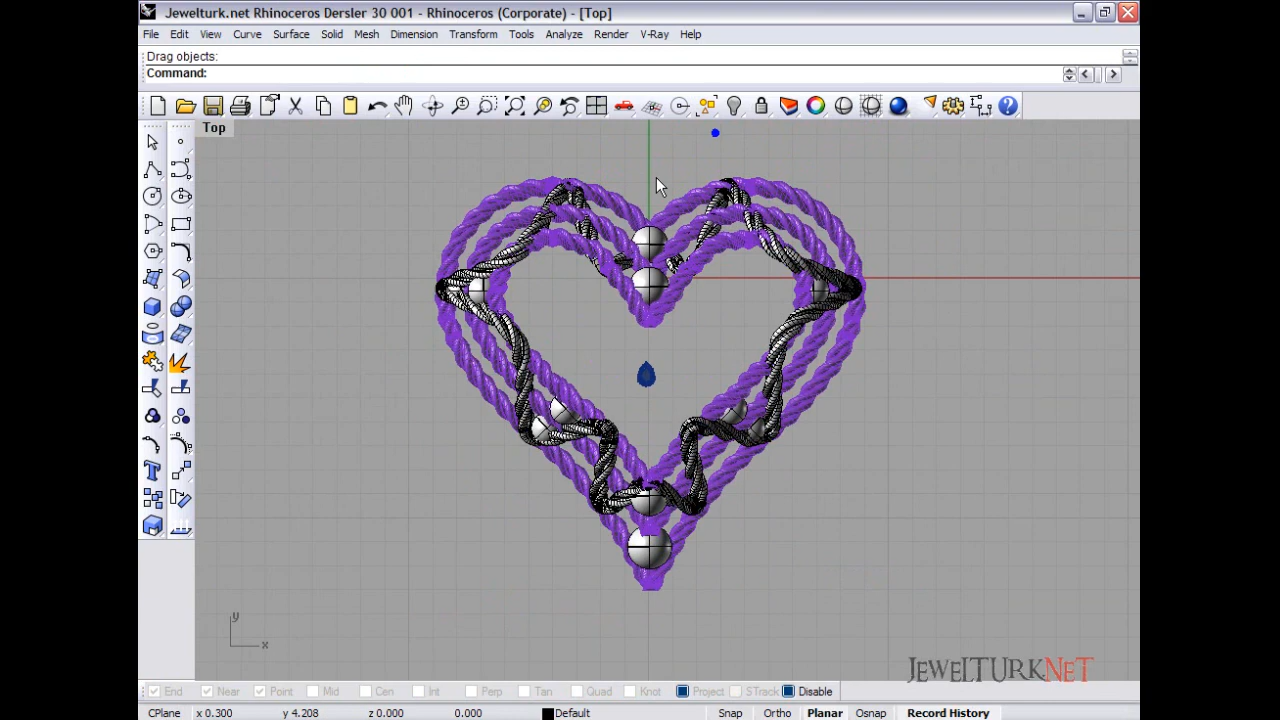 Jewelturk.net Rhinoceros Dersler 30 001 - Rhinoceros (Corporate) - [Top]
File Edit View Curve Surface Solid Mesh Dimension Transform Tools Analyze Render V-Ray Help
Drag objects:
Command:
Top
y
x
JEWELTURKNET
End Near Point Mid Cen Int Perp Tan Quad Knot Project STrack Disable
CPlane x 0.300 y 4.208 z 0.000 0.000 Default Snap Ortho Planar Osnap Record History